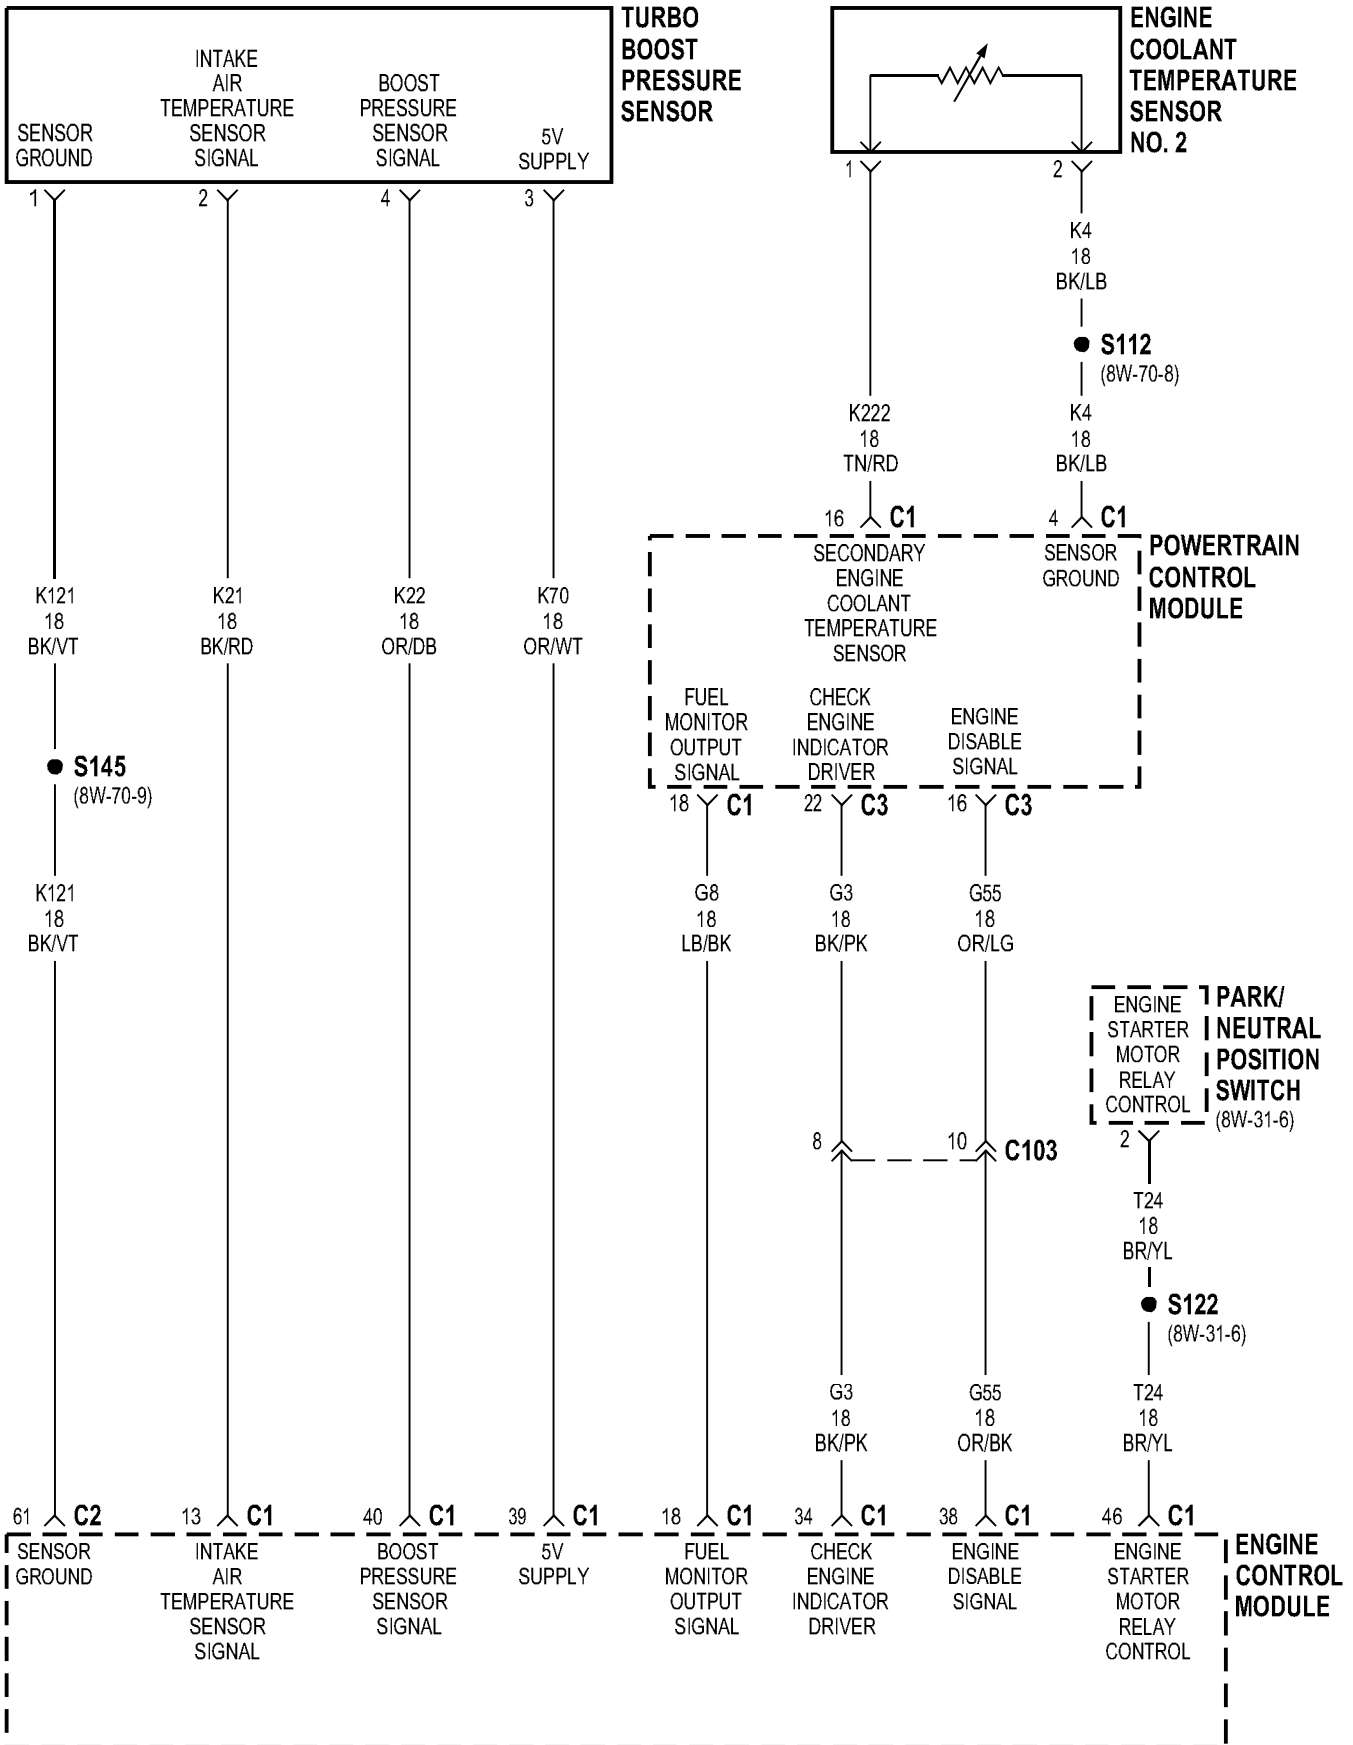 TURBO
BOOST
PRESSURE
SENSOR
SENSOR
GROUND
INTAKE
AIR
TEMPERATURE
SENSOR
SIGNAL
BOOST
PRESSURE
SENSOR
SIGNAL
5V
SUPPLY
1
2
4
3
ENGINE
COOLANT
TEMPERATURE
SENSOR
NO. 2
1
2
K4
18
BK/LB
S112
(8W-70-8)
K222
18
TN/RD
K4
18
BK/LB
16 C1
4 C1
POWERTRAIN
CONTROL
MODULE
SECONDARY
ENGINE
COOLANT
TEMPERATURE
SENSOR
SENSOR
GROUND
K121
18
BK/VT
K21
18
BK/RD
K22
18
OR/DB
K70
18
OR/WT
FUEL
MONITOR
OUTPUT
SIGNAL
CHECK
ENGINE
INDICATOR
DRIVER
ENGINE
DISABLE
SIGNAL
18 C1
22 C3
16 C3
S145
(8W-70-9)
K121
18
BK/VT
G8
18
LB/BK
G3
18
BK/PK
G55
18
OR/LG
ENGINE
STARTER
MOTOR
RELAY
CONTROL
PARK/
NEUTRAL
POSITION
SWITCH
(8W-31-6)
2
8
10
C103
T24
18
BR/YL
S122
(8W-31-6)
G3
18
BK/PK
G55
18
OR/BK
T24
18
BR/YL
61 C2
13 C1
40 C1
39 C1
18 C1
34 C1
38 C1
46 C1
SENSOR
GROUND
INTAKE
AIR
TEMPERATURE
SENSOR
SIGNAL
BOOST
PRESSURE
SENSOR
SIGNAL
5V
SUPPLY
FUEL
MONITOR
OUTPUT
SIGNAL
CHECK
ENGINE
INDICATOR
DRIVER
ENGINE
DISABLE
SIGNAL
ENGINE
STARTER
MOTOR
RELAY
CONTROL
ENGINE
CONTROL
MODULE